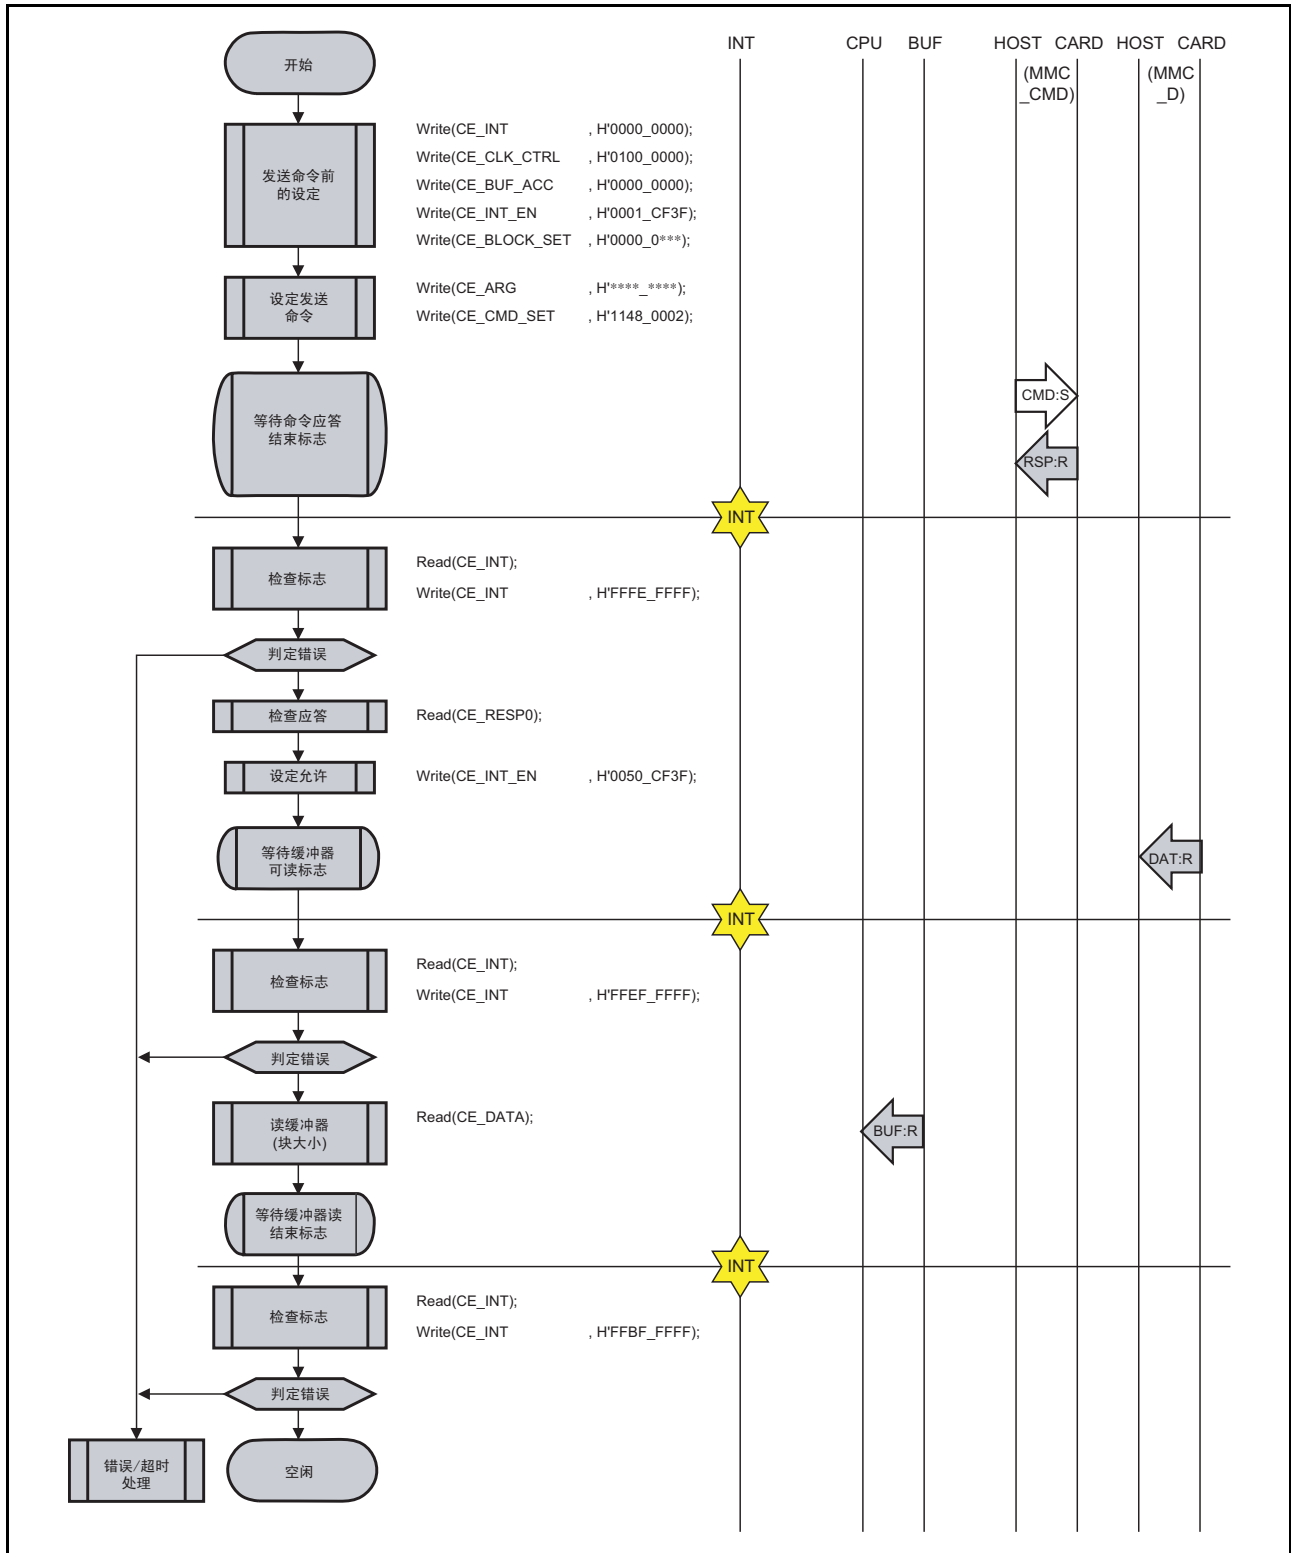 INT CPU BUF HOST CARD HOST CARD
(MMC (MMC
_CMD) _D)
开始
Write(CE_INT , H'0000_0000);
Write(CE_CLK_CTRL , H'0100_0000);
发送命令前
的设定
Write(CE_BUF_ACC , H'0000_0000);
Write(CE_INT_EN , H'0001_CF3F);
Write(CE_BLOCK_SET , H'0000_0***);
设定发送
命令
Write(CE_ARG , H'****_****);
Write(CE_CMD_SET , H'1148_0002);
等待命令应答
结束标志
CMD:S
RSP:R
INT
检查标志
Read(CE_INT);
Write(CE_INT , H'FFFE_FFFF);
判定错误
检查应答
Read(CE_RESP0);
设定允许
Write(CE_INT_EN , H'0050_CF3F);
等待缓冲器
可读标志
DAT:R
INT
检查标志
Read(CE_INT);
Write(CE_INT , H'FFEF_FFFF);
判定错误
读缓冲器
(块大小)
Read(CE_DATA);
BUF:R
等待缓冲器读
结束标志
INT
检查标志
Read(CE_INT);
Write(CE_INT , H'FFBF_FFFF);
判定错误
错误/超时
处理
空闲